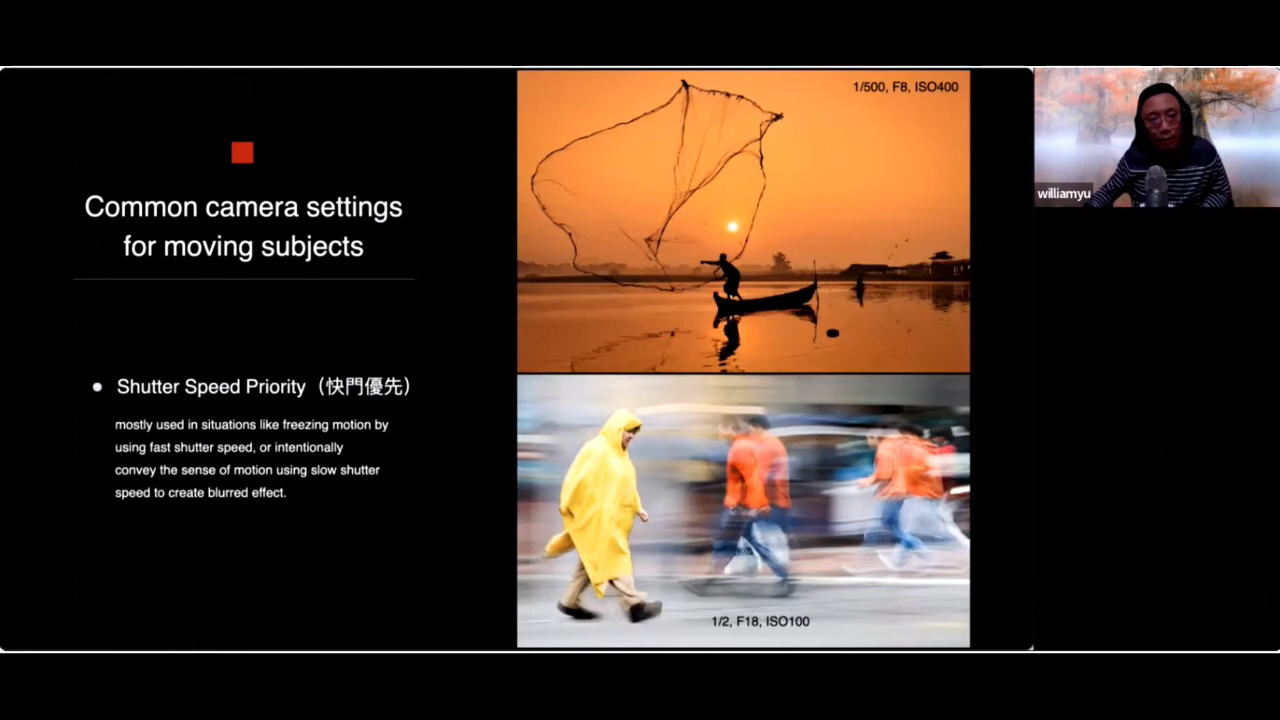 Common camera settings
for moving subjects
Shutter Speed Priority（快門優先）
mostly used in situations like freezing motion by
using fast shutter speed, or intentionally
convey the sense of motion using slow shutter
speed to create blurred effect.
1/500, F8, ISO400
1/2, F18, ISO100
williamyu